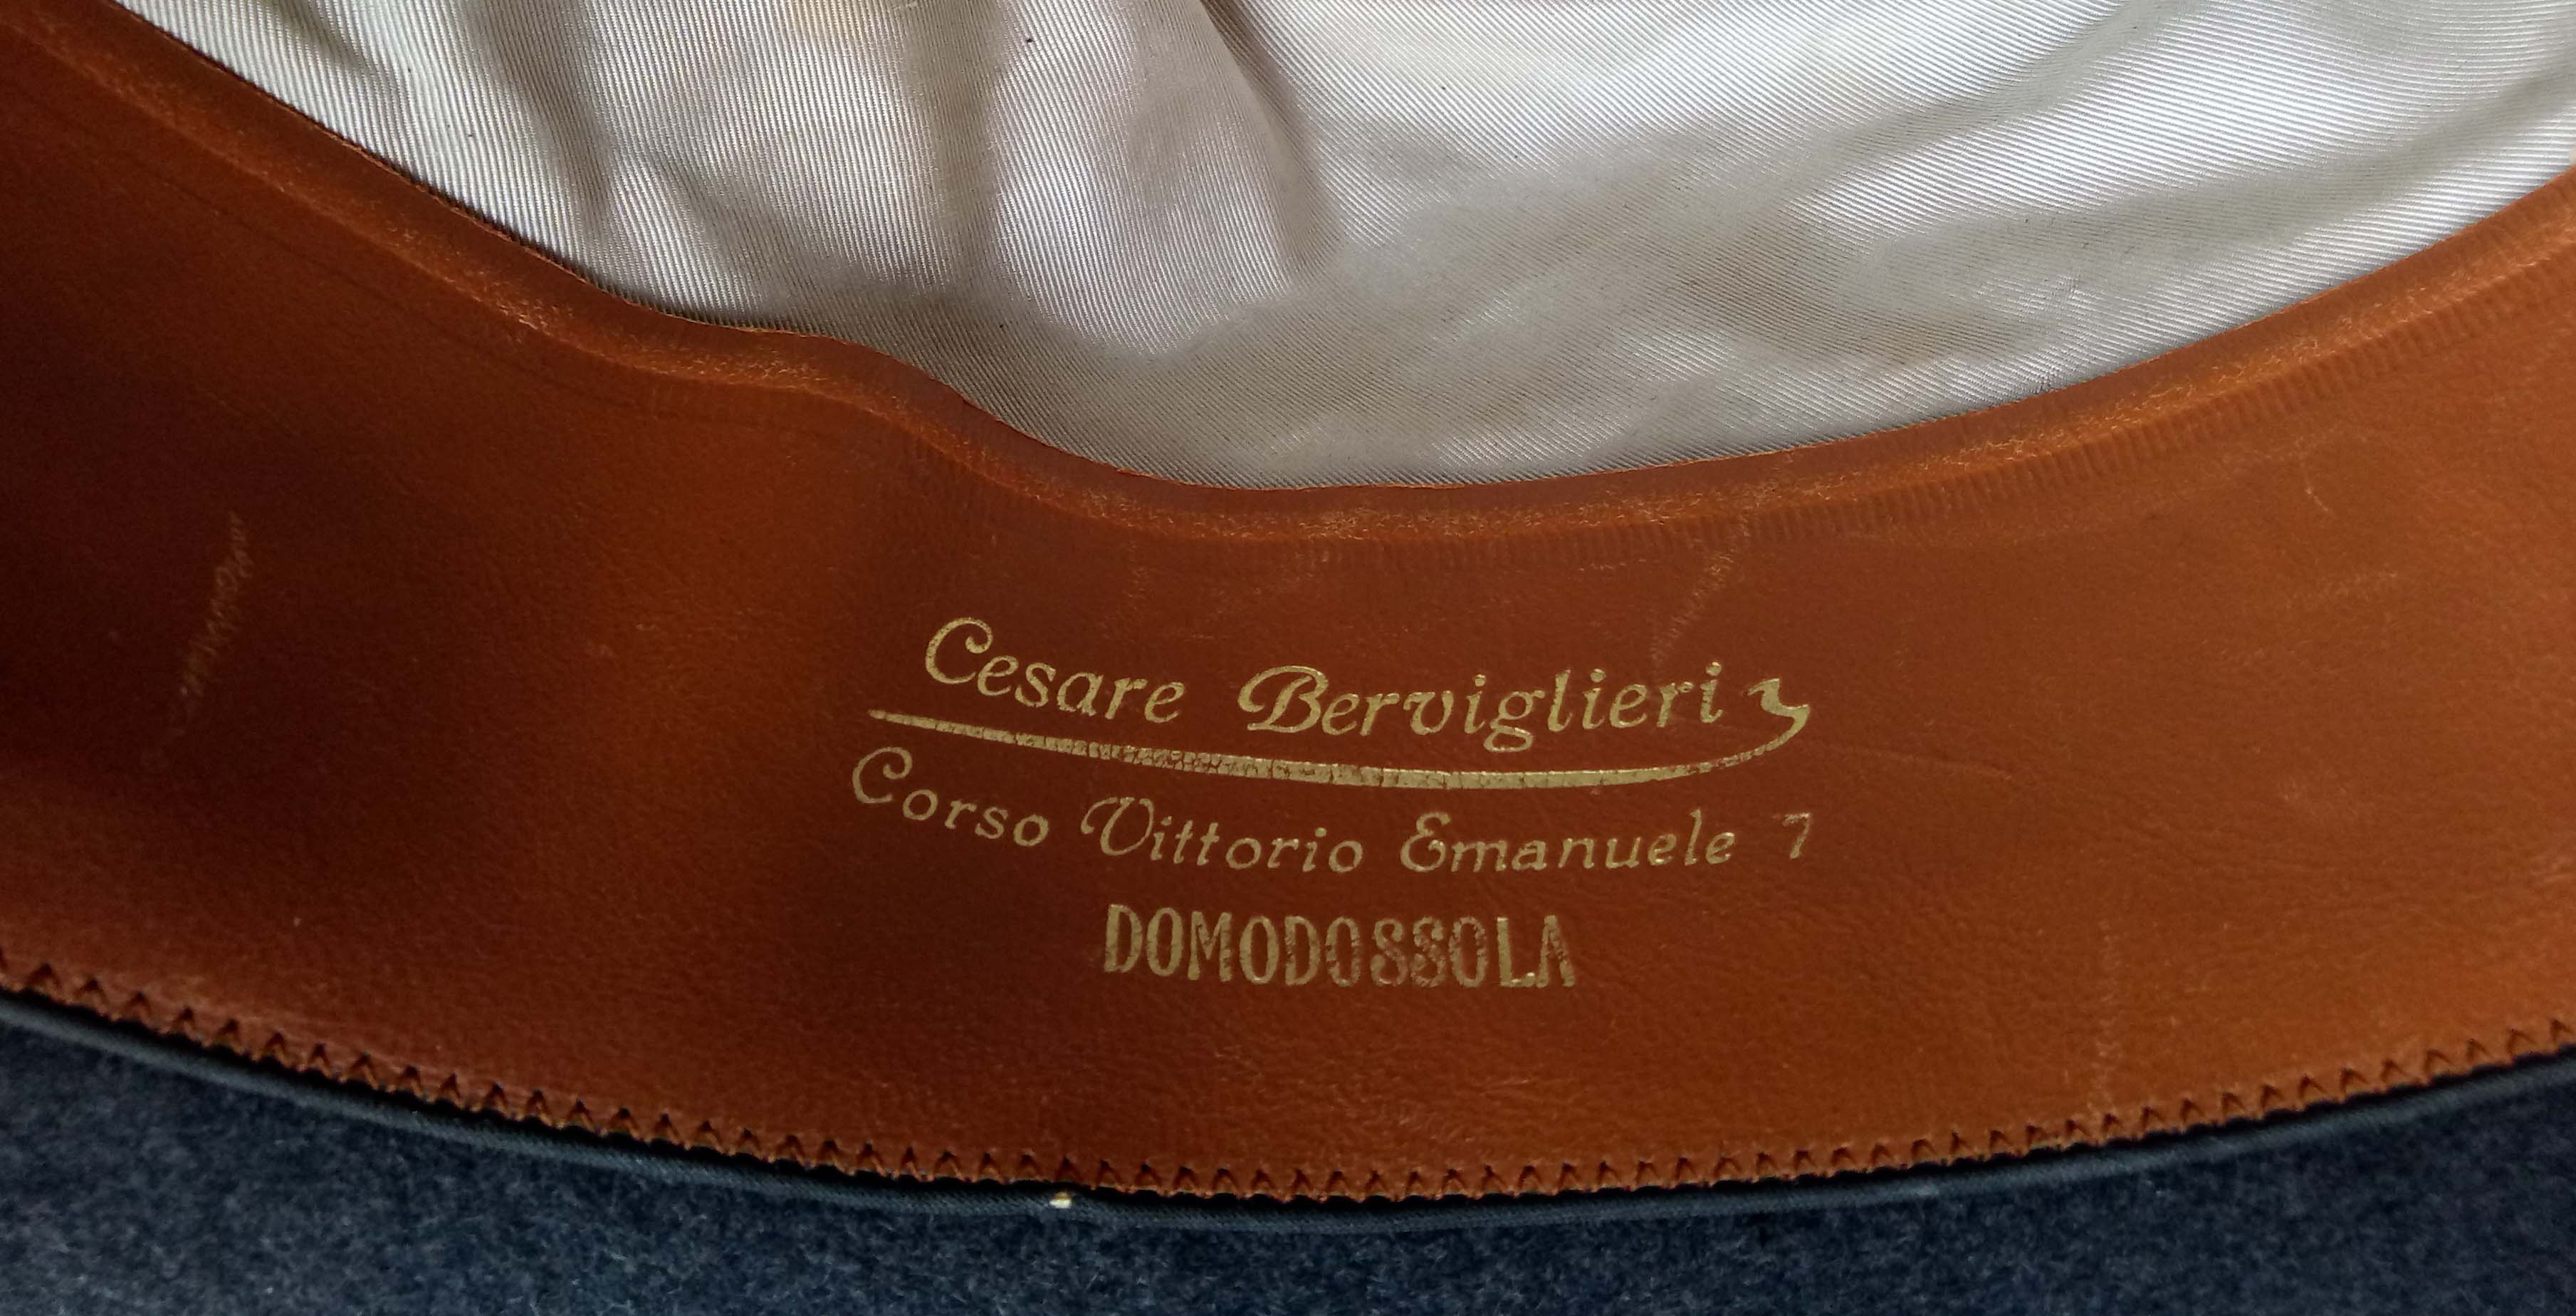 Cesare Berviglieri
Corso Vittorio Emanuele 7
DOMODOSSOLA